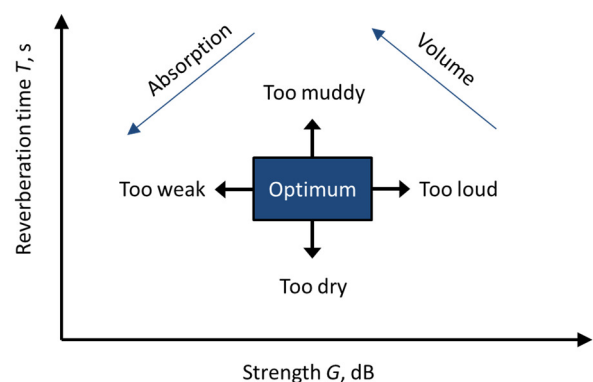 Reverberation time T, s
Absorption
Volume
Too muddy
Too weak
Optimum
Too loud
Too dry
Strength G, dB